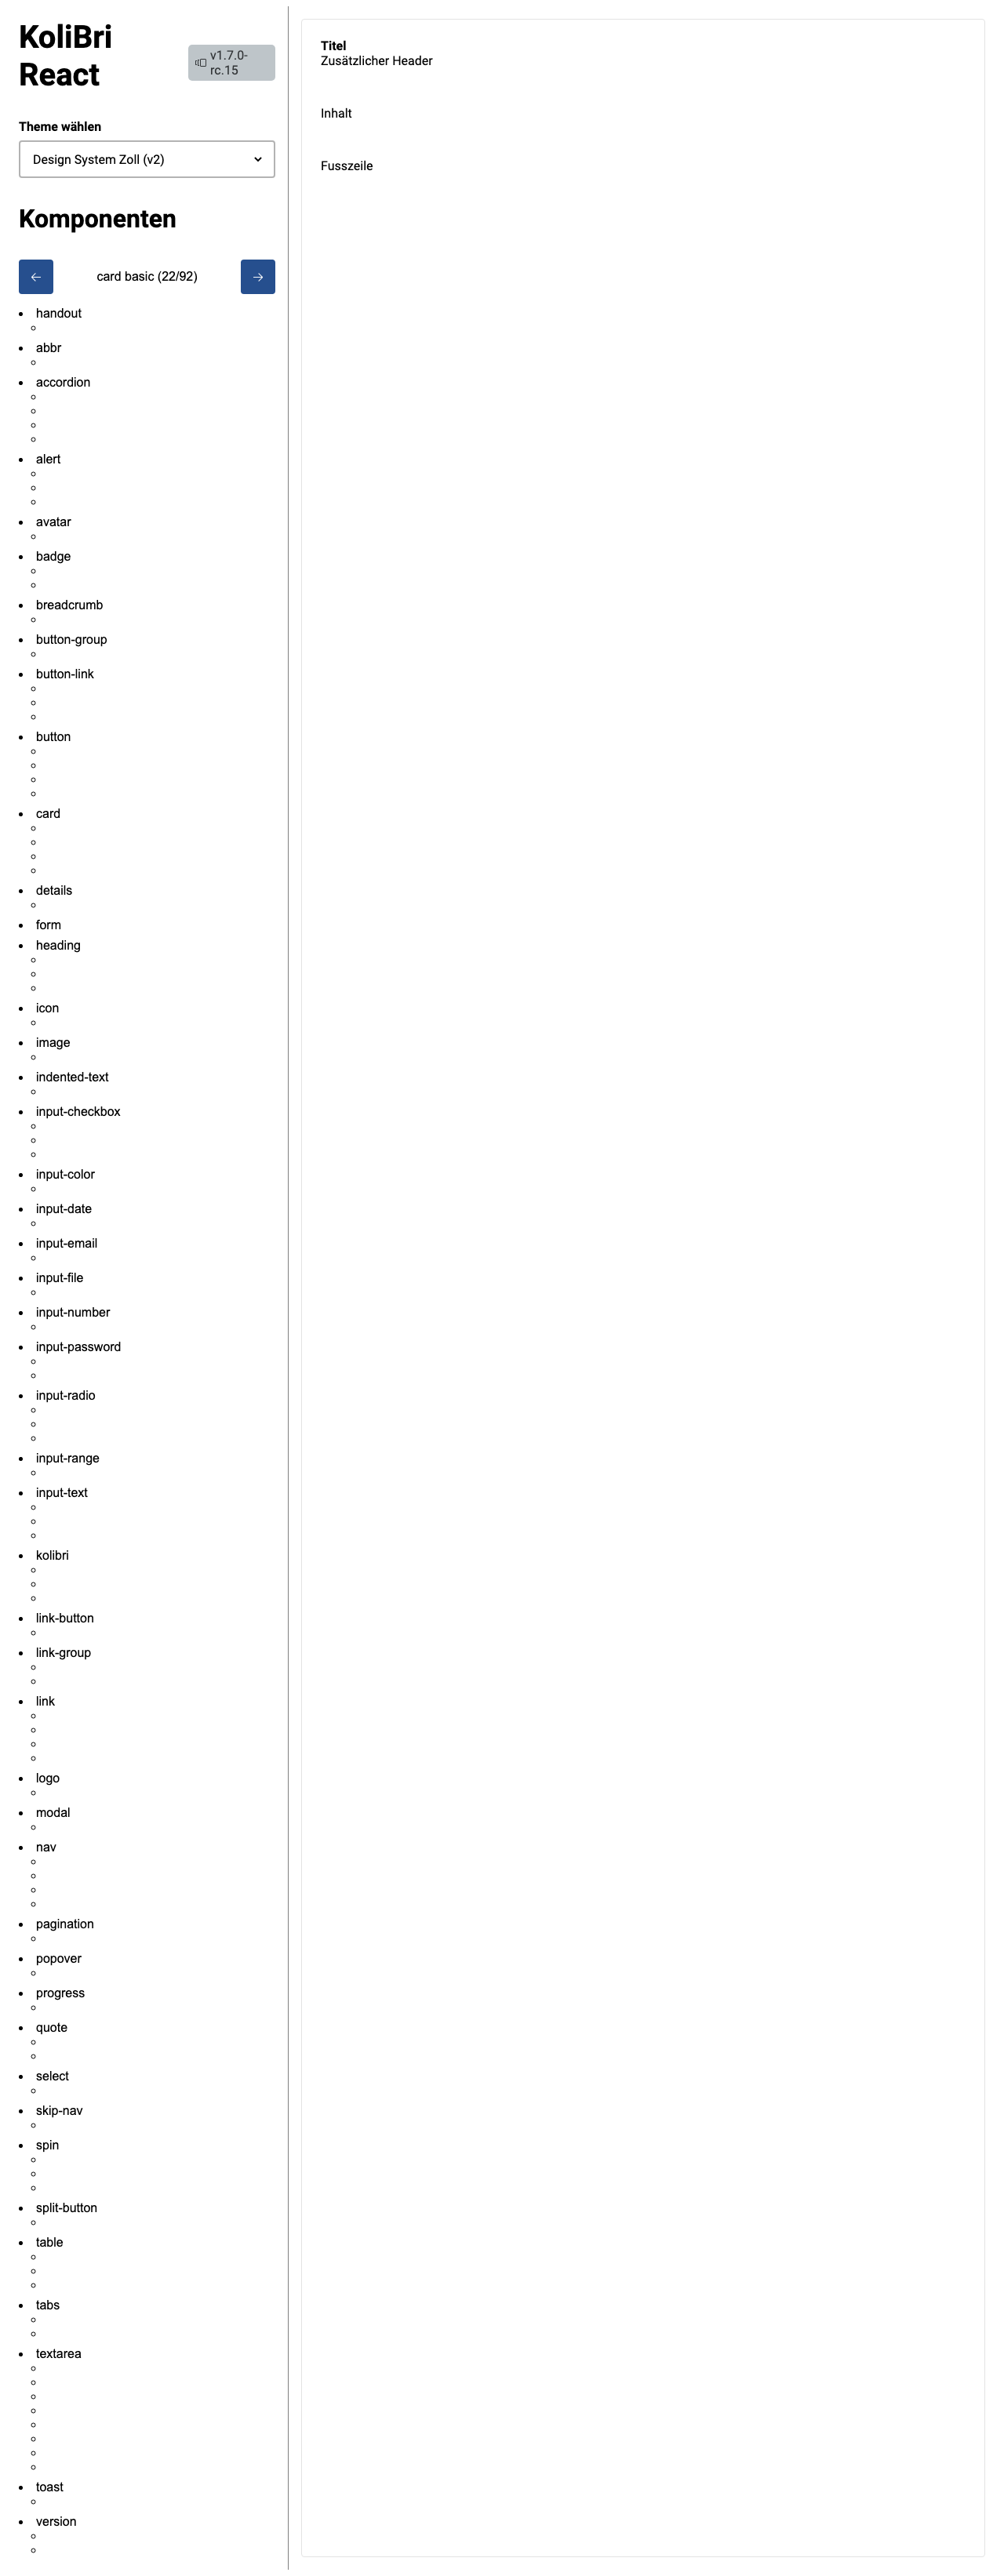 KoliBri
React
v1.7.0-
rc.15
Theme wählen
Design System Zoll (v2)
Komponenten
← card basic (22/92) →
handout
abbr
accordion
alert
avatar
badge
breadcrumb
button-group
button-link
button
card
details
form
heading
icon
image
indented-text
input-checkbox
input-color
input-date
input-email
input-file
input-number
input-password
input-radio
input-range
input-text
kolibri
link-button
link-group
link
logo
modal
nav
pagination
popover
progress
quote
select
skip-nav
spin
split-button
table
tabs
textarea
toast
version
Titel
Zusätzlicher Header
Inhalt
Fusszeile